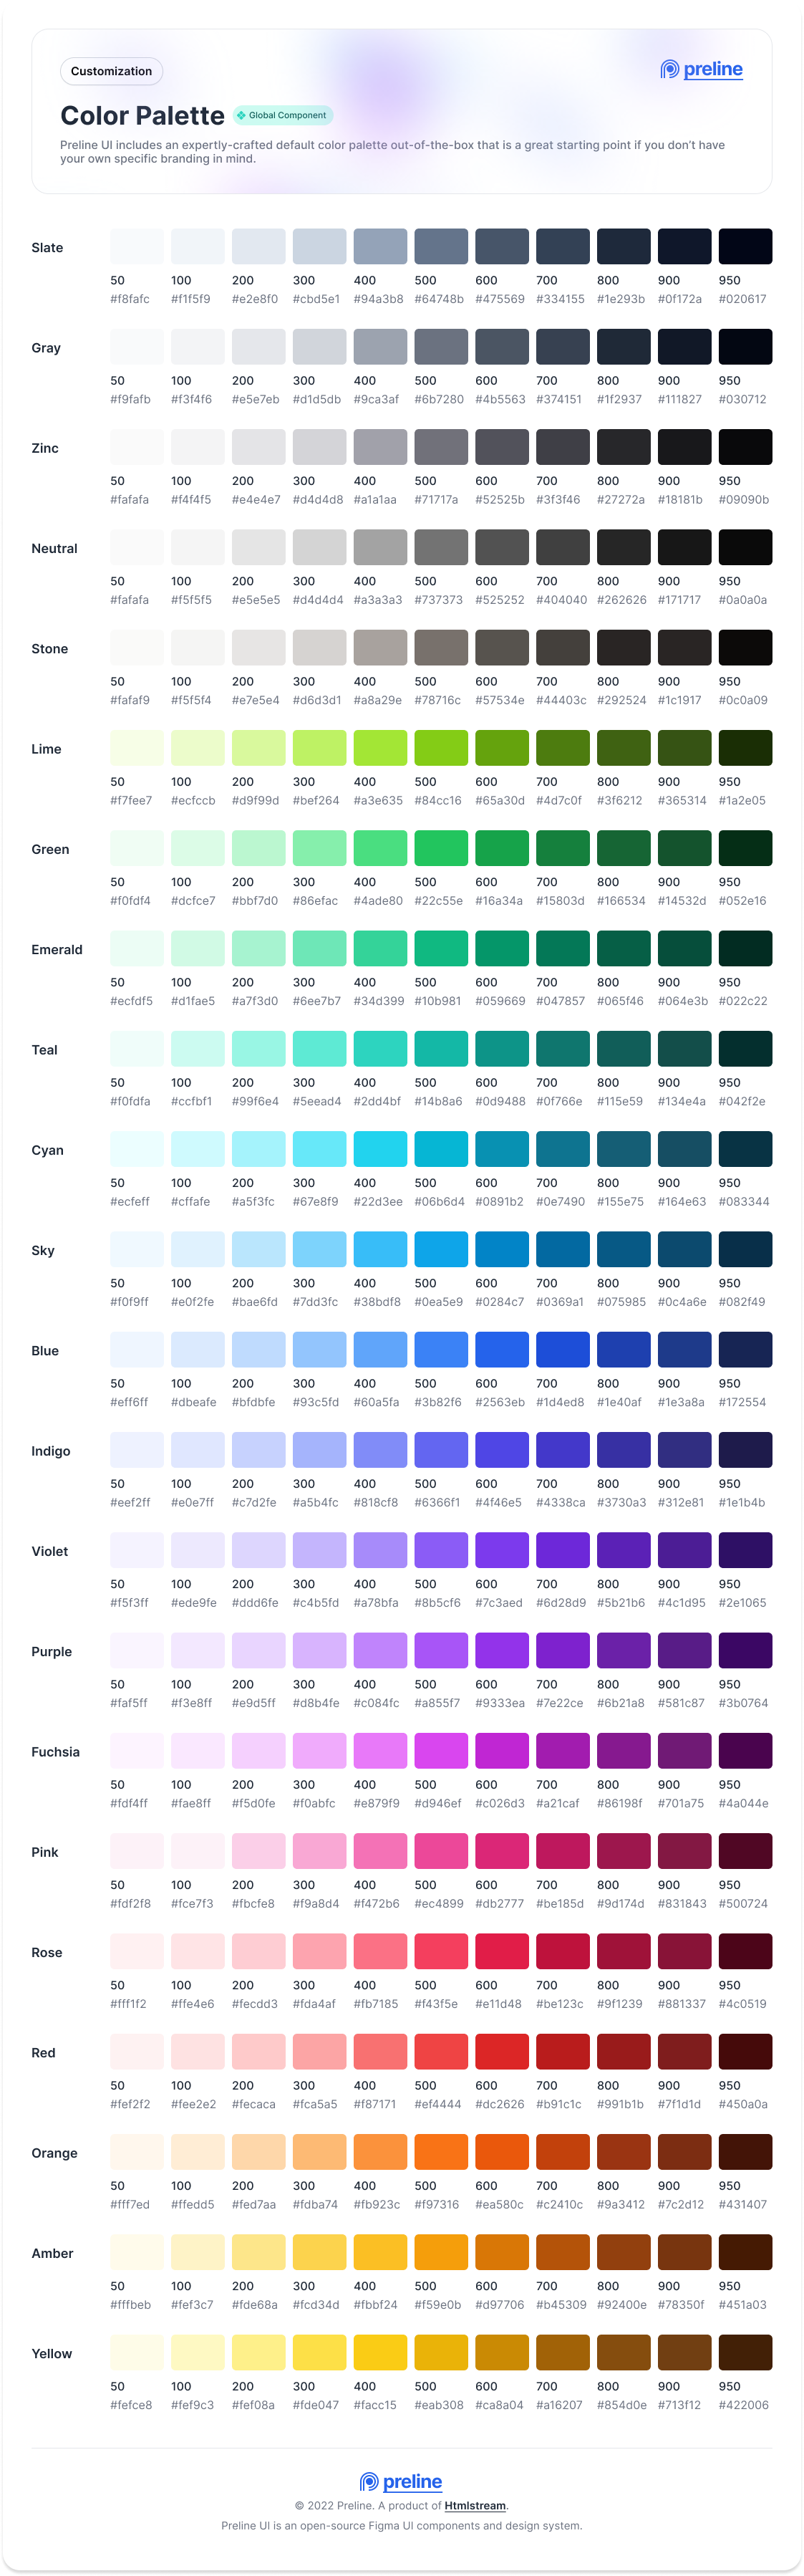 Customization
preline
Color Palette
Global Component
Preline UI includes an expertly-crafted default color palette out-of-the-box that is a great starting point if you don’t have
your own specific branding in mind.
Slate
50 100 200 300 400 500 600 700 800 900 950
#f8fafc #f1f5f9 #e2e8f0 #cbd5e1 #94a3b8 #64748b #475569 #334155 #1e293b #0f172a #020617
Gray
50 100 200 300 400 500 600 700 800 900 950
#f9fafb #f3f4f6 #e5e7eb #d1d5db #9ca3af #6b7280 #4b5563 #374151 #1f2937 #111827 #030712
Zinc
50 100 200 300 400 500 600 700 800 900 950
#fafafa #f4f4f5 #e4e4e7 #d4d4d8 #a1a1aa #71717a #52525b #3f3f46 #27272a #18181b #09090b
Neutral
50 100 200 300 400 500 600 700 800 900 950
#fafafa #f5f5f5 #e5e5e5 #d4d4d4 #a3a3a3 #737373 #525252 #404040 #262626 #171717 #0a0a0a
Stone
50 100 200 300 400 500 600 700 800 900 950
#fafaf9 #f5f5f4 #e7e5e4 #d6d3d1 #a8a29e #78716c #57534e #44403c #292524 #1c1917 #0c0a09
Lime
50 100 200 300 400 500 600 700 800 900 950
#f7fee7 #ecfccb #d9f99d #bef264 #a3e635 #84cc16 #65a30d #4d7c0f #3f6212 #365314 #1a2e05
Green
50 100 200 300 400 500 600 700 800 900 950
#f0fdf4 #dcfce7 #bbf7d0 #86efac #4ade80 #22c55e #16a34a #15803d #166534 #14532d #052e16
Emerald
50 100 200 300 400 500 600 700 800 900 950
#ecfdf5 #d1fae5 #a7f3d0 #6ee7b7 #34d399 #10b981 #059669 #047857 #065f46 #064e3b #022c22
Teal
50 100 200 300 400 500 600 700 800 900 950
#f0fdfa #ccfbf1 #99f6e4 #5eead4 #2dd4bf #14b8a6 #0d9488 #0f766e #115e59 #134e4a #042f2e
Cyan
50 100 200 300 400 500 600 700 800 900 950
#ecfeff #cffafe #a5f3fc #67e8f9 #22d3ee #06b6d4 #0891b2 #0e7490 #155e75 #164e63 #083344
Sky
50 100 200 300 400 500 600 700 800 900 950
#f0f9ff #e0f2fe #bae6fd #7dd3fc #38bdf8 #0ea5e9 #0284c7 #0369a1 #075985 #0c4a6e #082f49
Blue
50 100 200 300 400 500 600 700 800 900 950
#eff6ff #dbeafe #bfdbfe #93c5fd #60a5fa #3b82f6 #2563eb #1d4ed8 #1e40af #1e3a8a #172554
Indigo
50 100 200 300 400 500 600 700 800 900 950
#eef2ff #e0e7ff #c7d2fe #a5b4fc #818cf8 #6366f1 #4f46e5 #4338ca #3730a3 #312e81 #1e1b4b
Violet
50 100 200 300 400 500 600 700 800 900 950
#f5f3ff #ede9fe #ddd6fe #c4b5fd #a78bfa #8b5cf6 #7c3aed #6d28d9 #5b21b6 #4c1d95 #2e1065
Purple
50 100 200 300 400 500 600 700 800 900 950
#faf5ff #f3e8ff #e9d5ff #d8b4fe #c084fc #a855f7 #9333ea #7e22ce #6b21a8 #581c87 #3b0764
Fuchsia
50 100 200 300 400 500 600 700 800 900 950
#fdf4ff #fae8ff #f5d0fe #f0abfc #e879f9 #d946ef #c026d3 #a21caf #86198f #701a75 #4a044e
Pink
50 100 200 300 400 500 600 700 800 900 950
#fdf2f8 #fce7f3 #fbcfe8 #f9a8d4 #f472b6 #ec4899 #db2777 #be185d #9d174d #831843 #500724
Rose
50 100 200 300 400 500 600 700 800 900 950
#fff1f2 #ffe4e6 #fecdd3 #fda4af #fb7185 #f43f5e #e11d48 #be123c #9f1239 #881337 #4c0519
Red
50 100 200 300 400 500 600 700 800 900 950
#fef2f2 #fee2e2 #fecaca #fca5a5 #f87171 #ef4444 #dc2626 #b91c1c #991b1b #7f1d1d #450a0a
Orange
50 100 200 300 400 500 600 700 800 900 950
#fff7ed #ffedd5 #fed7aa #fdba74 #fb923c #f97316 #ea580c #c2410c #9a3412 #7c2d12 #431407
Amber
50 100 200 300 400 500 600 700 800 900 950
#fffbeb #fef3c7 #fde68a #fcd34d #fbbf24 #f59e0b #d97706 #b45309 #92400e #78350f #451a03
Yellow
50 100 200 300 400 500 600 700 800 900 950
#fefce8 #fef9c3 #fef08a #fde047 #facc15 #eab308 #ca8a04 #a16207 #854d0e #713f12 #422006
preline
© 2022 Preline. A product of Htmlstream.
Preline UI is an open-source Figma UI components and design system.